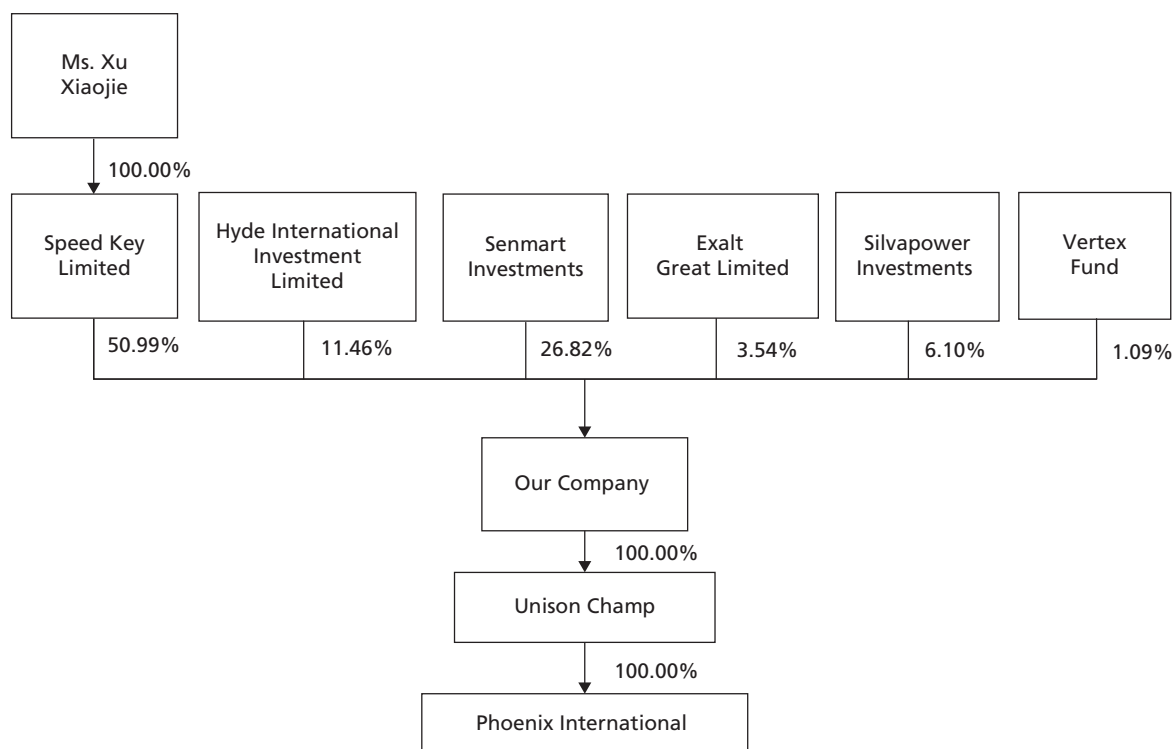 Ms. Xu
Xiaojie
100.00%
Speed Key
Limited
Hyde International
Investment
Limited
Senmart
Investments
Exalt
Great Limited
Silvapower
Investments
Vertex
Fund
50.99%
11.46%
26.82%
3.54%
6.10%
1.09%
Our Company
100.00%
Unison Champ
100.00%
Phoenix International